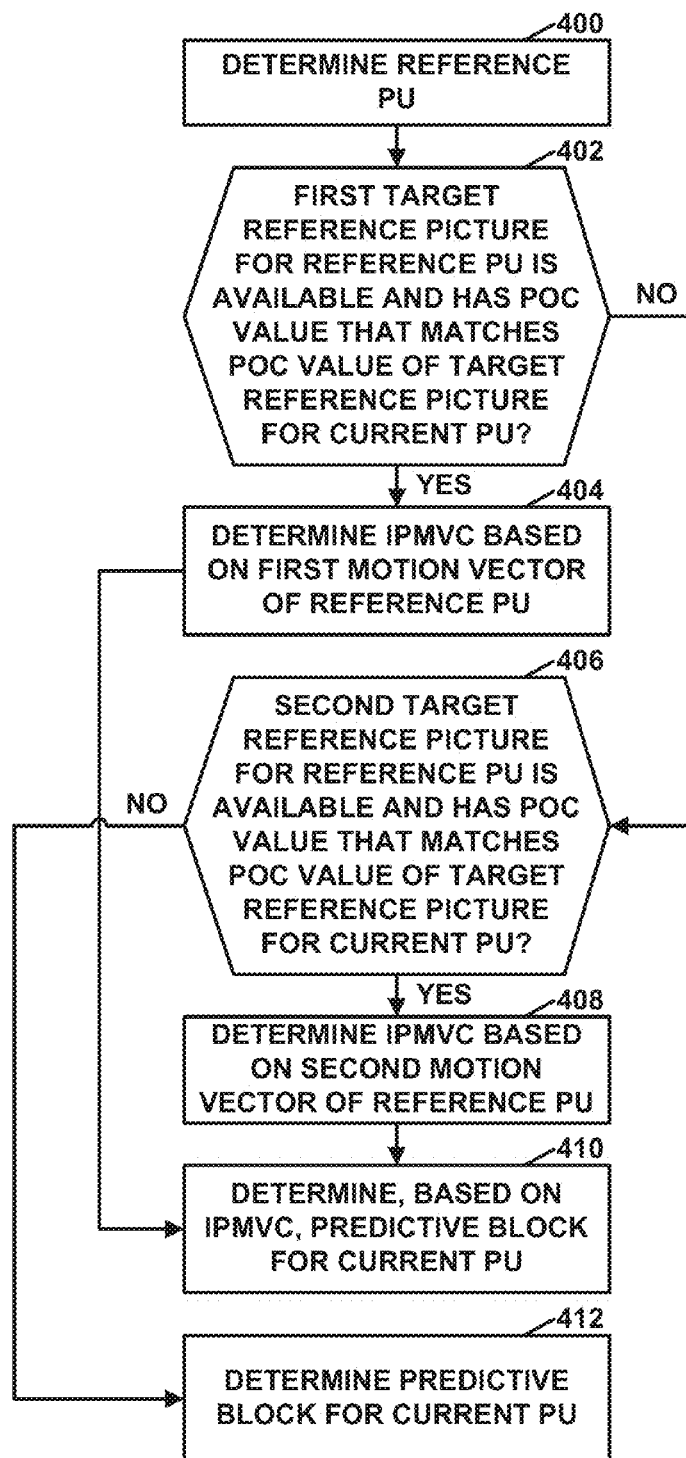 400
DETERMINE REFERENCE
PU
402
FIRST TARGET
REFERENCE PICTURE
FOR REFERENCE PU IS
AVAILABLE AND HAS POC
VALUE THAT MATCHES
POC VALUE OF TARGET
REFERENCE PICTURE
FOR CURRENT PU?
NO
YES
404
DETERMINE IPMVC BASED
ON FIRST MOTION VECTOR
OF REFERENCE PU
406
SECOND TARGET
REFERENCE PICTURE
FOR REFERENCE PU IS
AVAILABLE AND HAS POC
VALUE THAT MATCHES
POC VALUE OF TARGET
REFERENCE PICTURE
FOR CURRENT PU?
NO
YES
408
DETERMINE IPMVC BASED
ON SECOND MOTION
VECTOR OF REFERENCE PU
410
DETERMINE, BASED ON
IPMVC, PREDICTIVE BLOCK
FOR CURRENT PU
412
DETERMINE PREDICTIVE
BLOCK FOR CURRENT PU